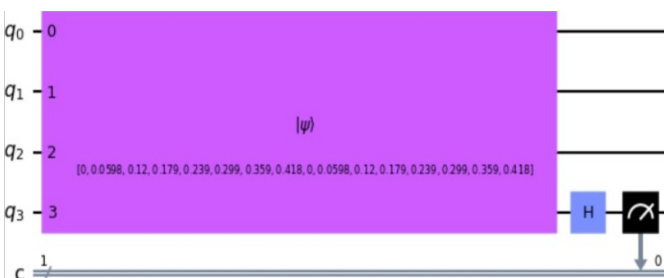 q0 0
q1 1
|ψ⟩
q2 2
[0, 0.0598, 0.12, 0.179, 0.239, 0.299, 0.359, 0.418, 0, 0.0598, 0.12, 0.179, 0.239, 0.299, 0.359, 0.418]
q3 3 H
1 0
c